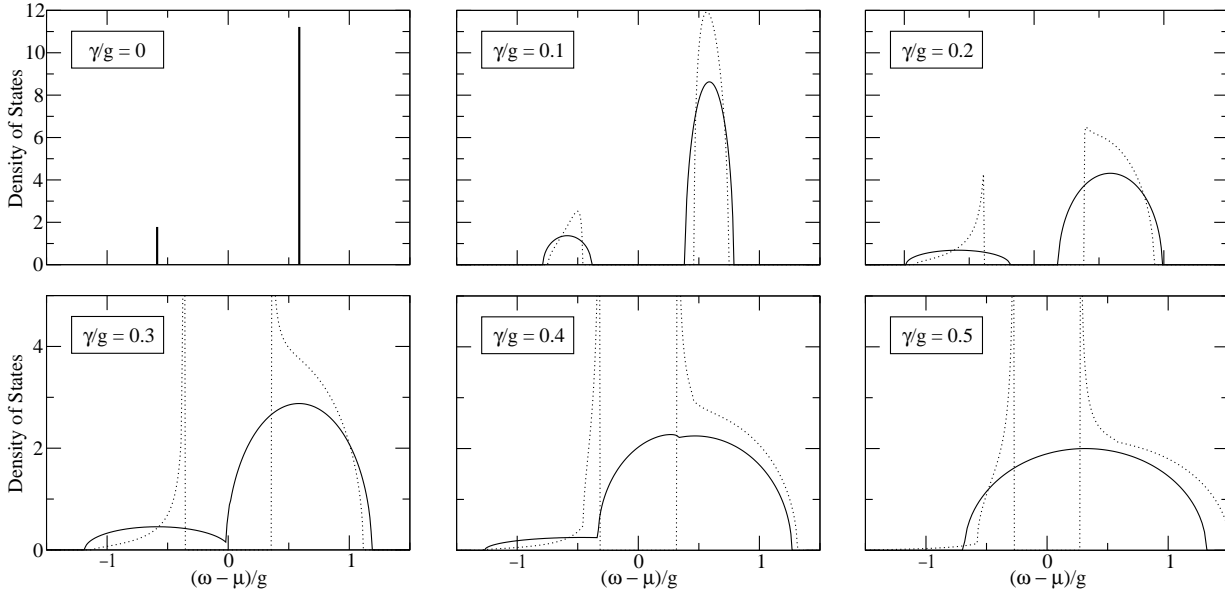 12
10
8
6
4
2
0
Density of States
γ/g = 0
γ/g = 0.1
γ/g = 0.2
4
2
0
Density of States
γ/g = 0.3
γ/g = 0.4
γ/g = 0.5
−1 0 1
−1 0 1
−1 0 1
(ω − μ)/g
(ω − μ)/g
(ω − μ)/g